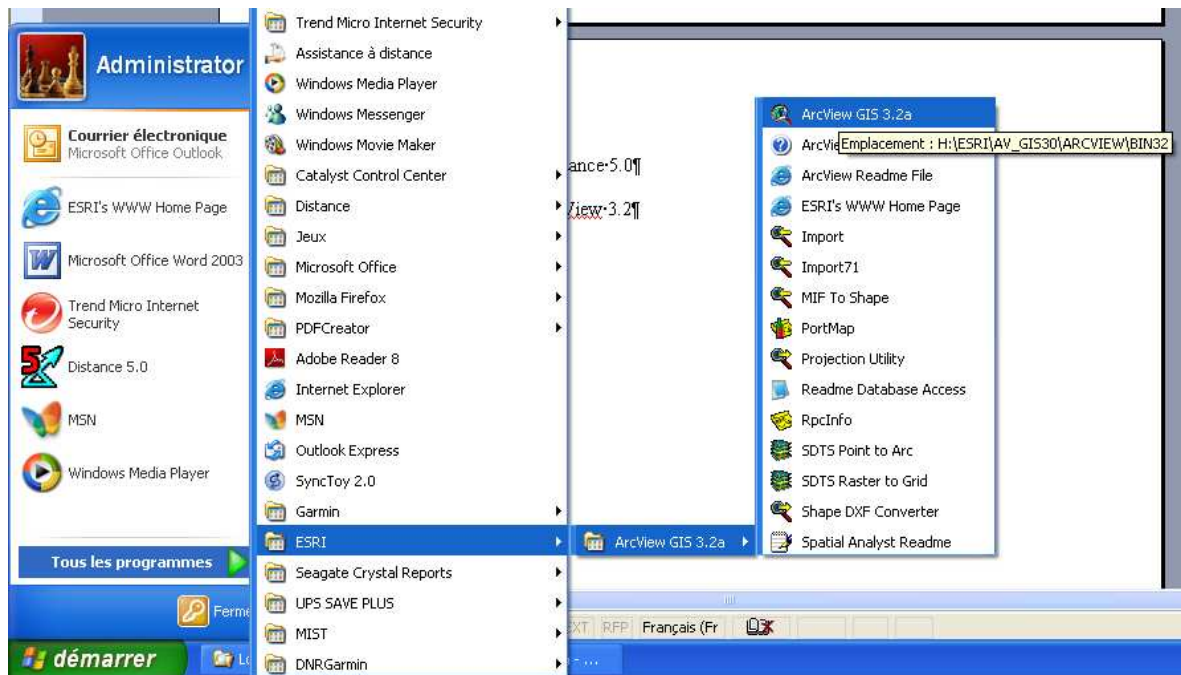 Administrator
Courrier électronique
Microsoft Office Outlook
ESRI's WWW Home Page
Microsoft Office Word 2003
Trend Micro Internet
Security
Distance 5.0
MSN
Windows Media Player
Tous les programmes
démarrer
Trend Micro Internet Security
Assistance à distance
Windows Media Player
Windows Messenger
Windows Movie Maker
Catalyst Control Center
Distance
Jeux
Microsoft Office
Mozilla Firefox
PDFCreator
Adobe Reader 8
Internet Explorer
MSN
Outlook Express
SyncToy 2.0
Garmin
ESRI
Seagate Crystal Reports
UPS SAVE PLUS
MIST
DNRGarmin
5.0¶
3.2¶
ArcView GIS 3.2a
ArcView GIS 3.2a
Emplacement : H:\ESRI\AV_GIS30\ARCVIEW\BIN32
ArcView Readme File
ESRI's WWW Home Page
Import
Import71
MIF To Shape
PortMap
Projection Utility
Readme Database Access
RpcInfo
SDTS Point to Arc
SDTS Raster to Grid
Shape DXF Converter
Spatial Analyst Readme
RFP Français (Fr